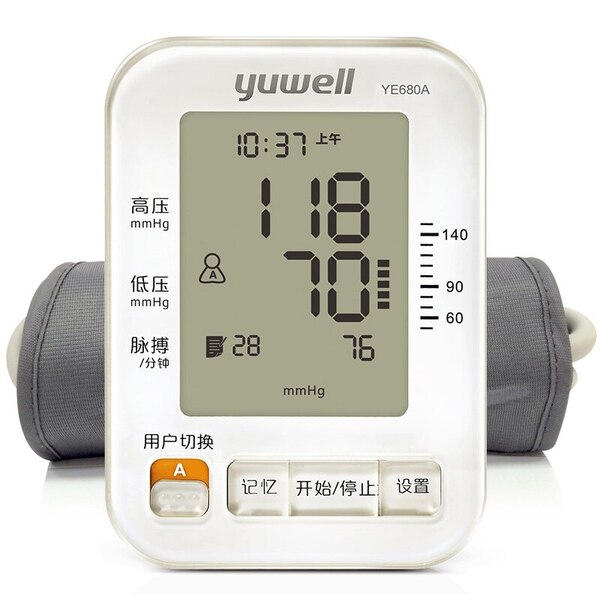 yuwell YE680A
10:37 上午
高压
mmHg
118
140
A
低压
mmHg
70
90
60
脉搏
/分钟
28
76
mmHg
用户切换
A
记忆
开始/停止
设置